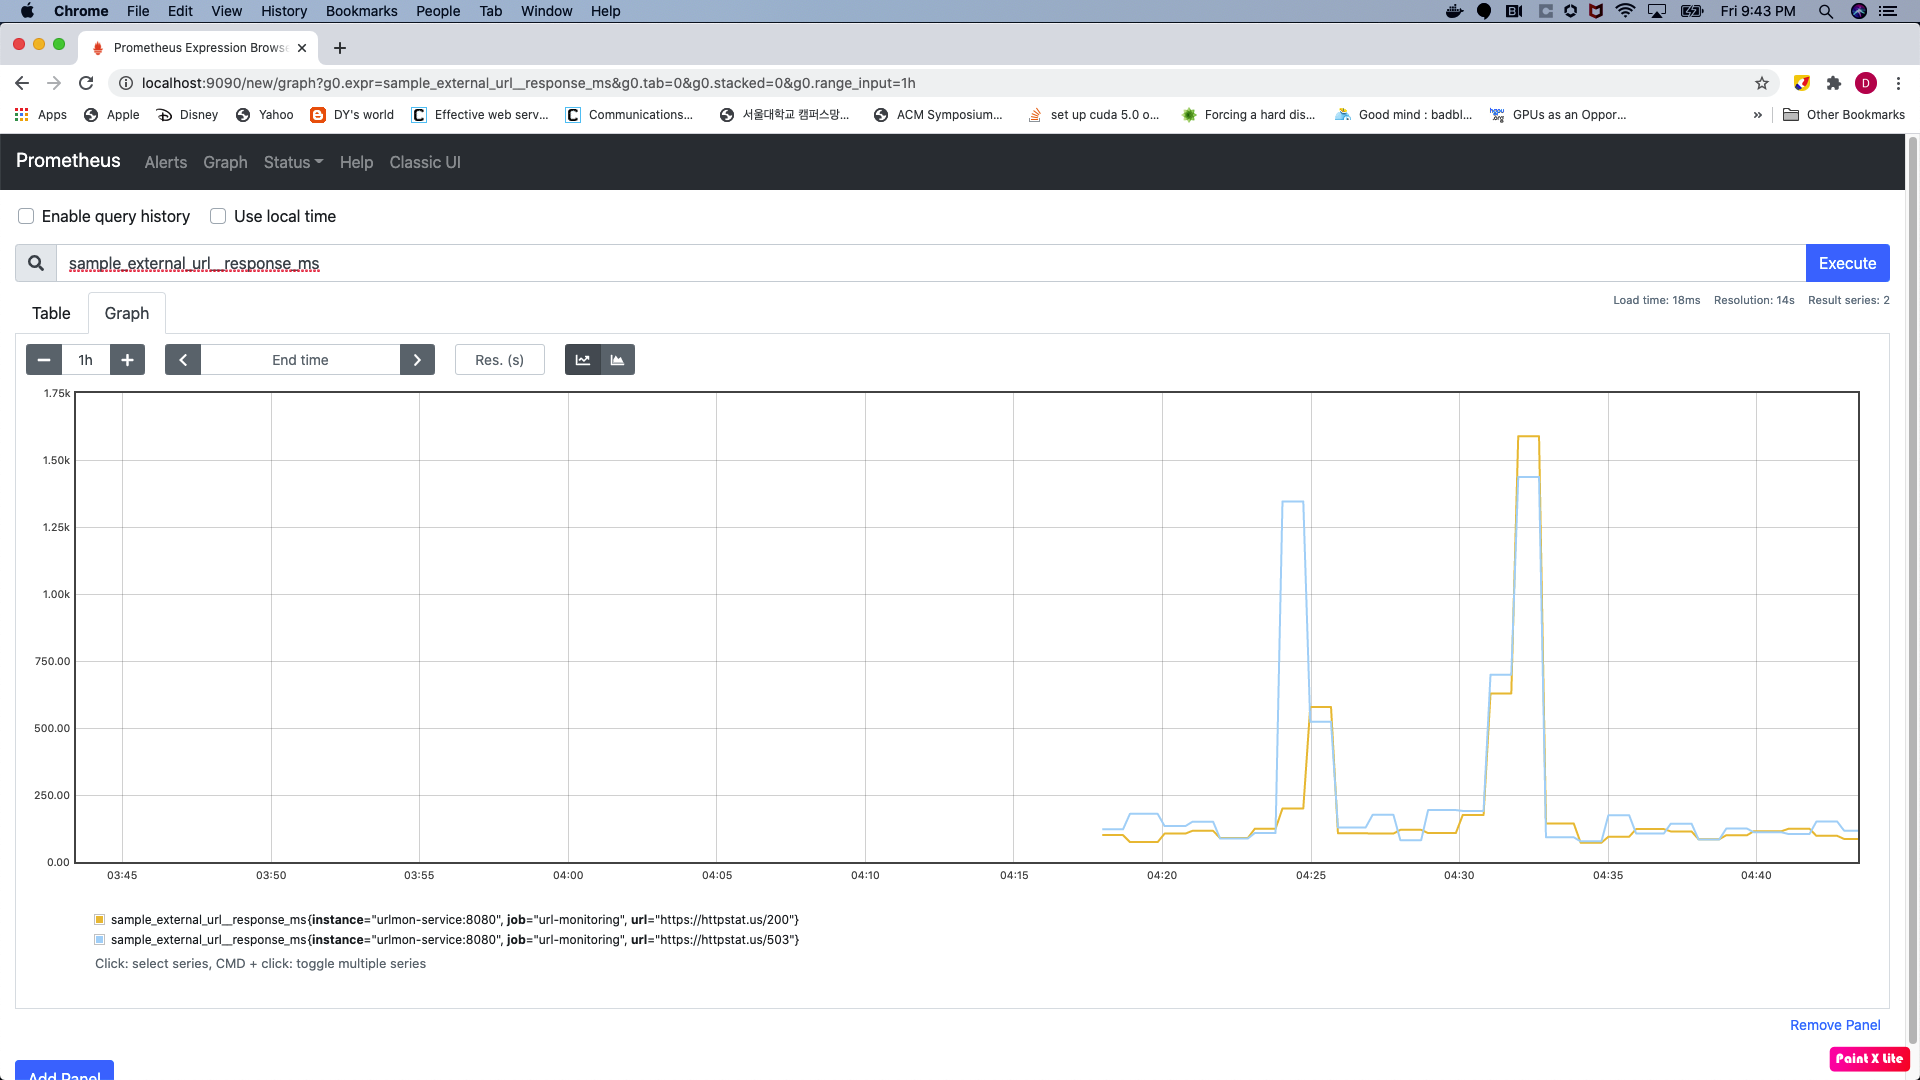 Chrome File Edit View History Bookmarks People Tab Window Help Fri 9:43 PM
Prometheus Expression Browse
localhost:9090/new/graph?g0.expr=sample_external_url__response_ms&g0.tab=0&g0.stacked=0&g0.range_input=1h D
Apps Apple Disney Yahoo DY's world Effective web serv... Communications... 서울대학교 캠퍼스망... ACM Symposium... set up cuda 5.0 o... Forcing a hard dis... Good mind : badbl... GPUs as an Oppor... » Other Bookmarks
Prometheus Alerts Graph Status Help Classic UI
Enable query history Use local time
sample_external_url__response_ms Execute
Table Graph Load time: 18ms Resolution: 14s Result series: 2
1h End time Res. (s)
1.75k
1.50k
1.25k
1.00k
750.00
500.00
250.00
0.00
03:45 03:50 03:55 04:00 04:05 04:10 04:15 04:20 04:25 04:30 04:35 04:40
sample_external_url__response_ms{instance="urlmon-service:8080", job="url-monitoring", url="https://httpstat.us/200"}
sample_external_url__response_ms{instance="urlmon-service:8080", job="url-monitoring", url="https://httpstat.us/503"}
Click: select series, CMD + click: toggle multiple series
Remove Panel
Paint X Lite
Add Panel